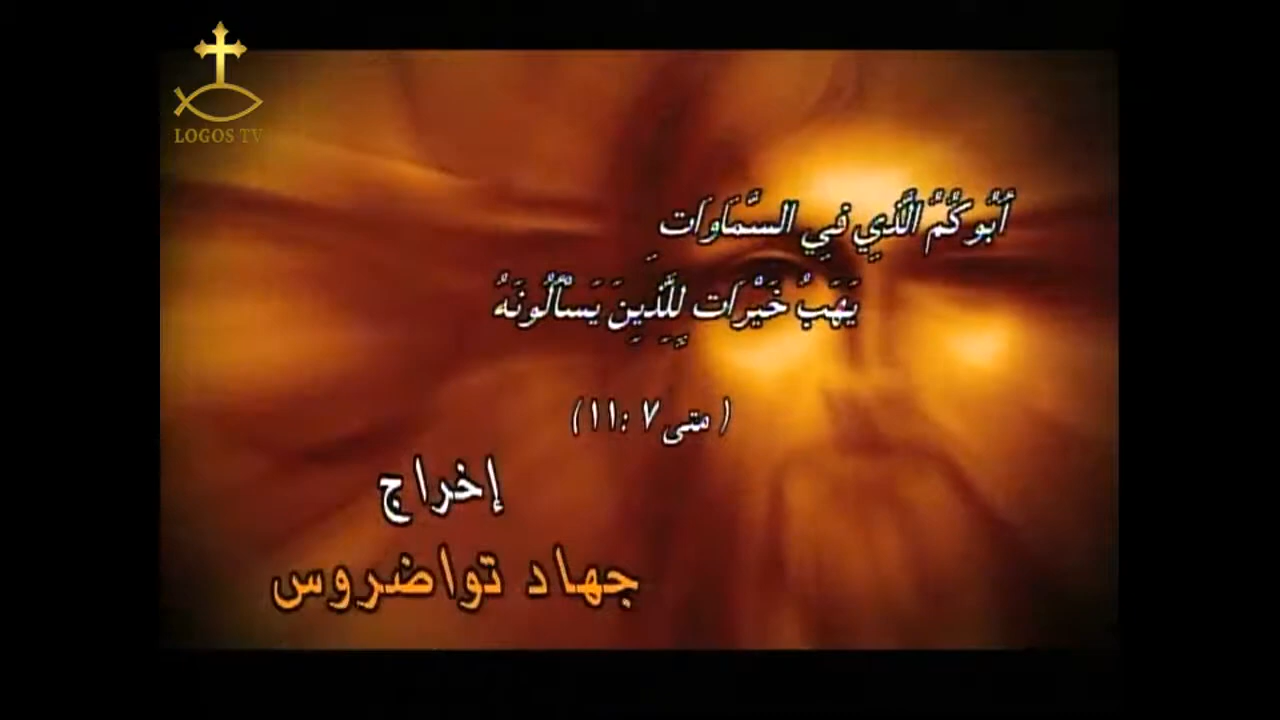 LOGOS TV
أَبُوكُمُ الَّذِي فِي السَّمَاوَاتِ
يَهَبُ خَيْرَات لِلَّذِينَ يَسْأَلُونَهُ
( متى ٧ :١١)
إخراج
جهاد تواضروس